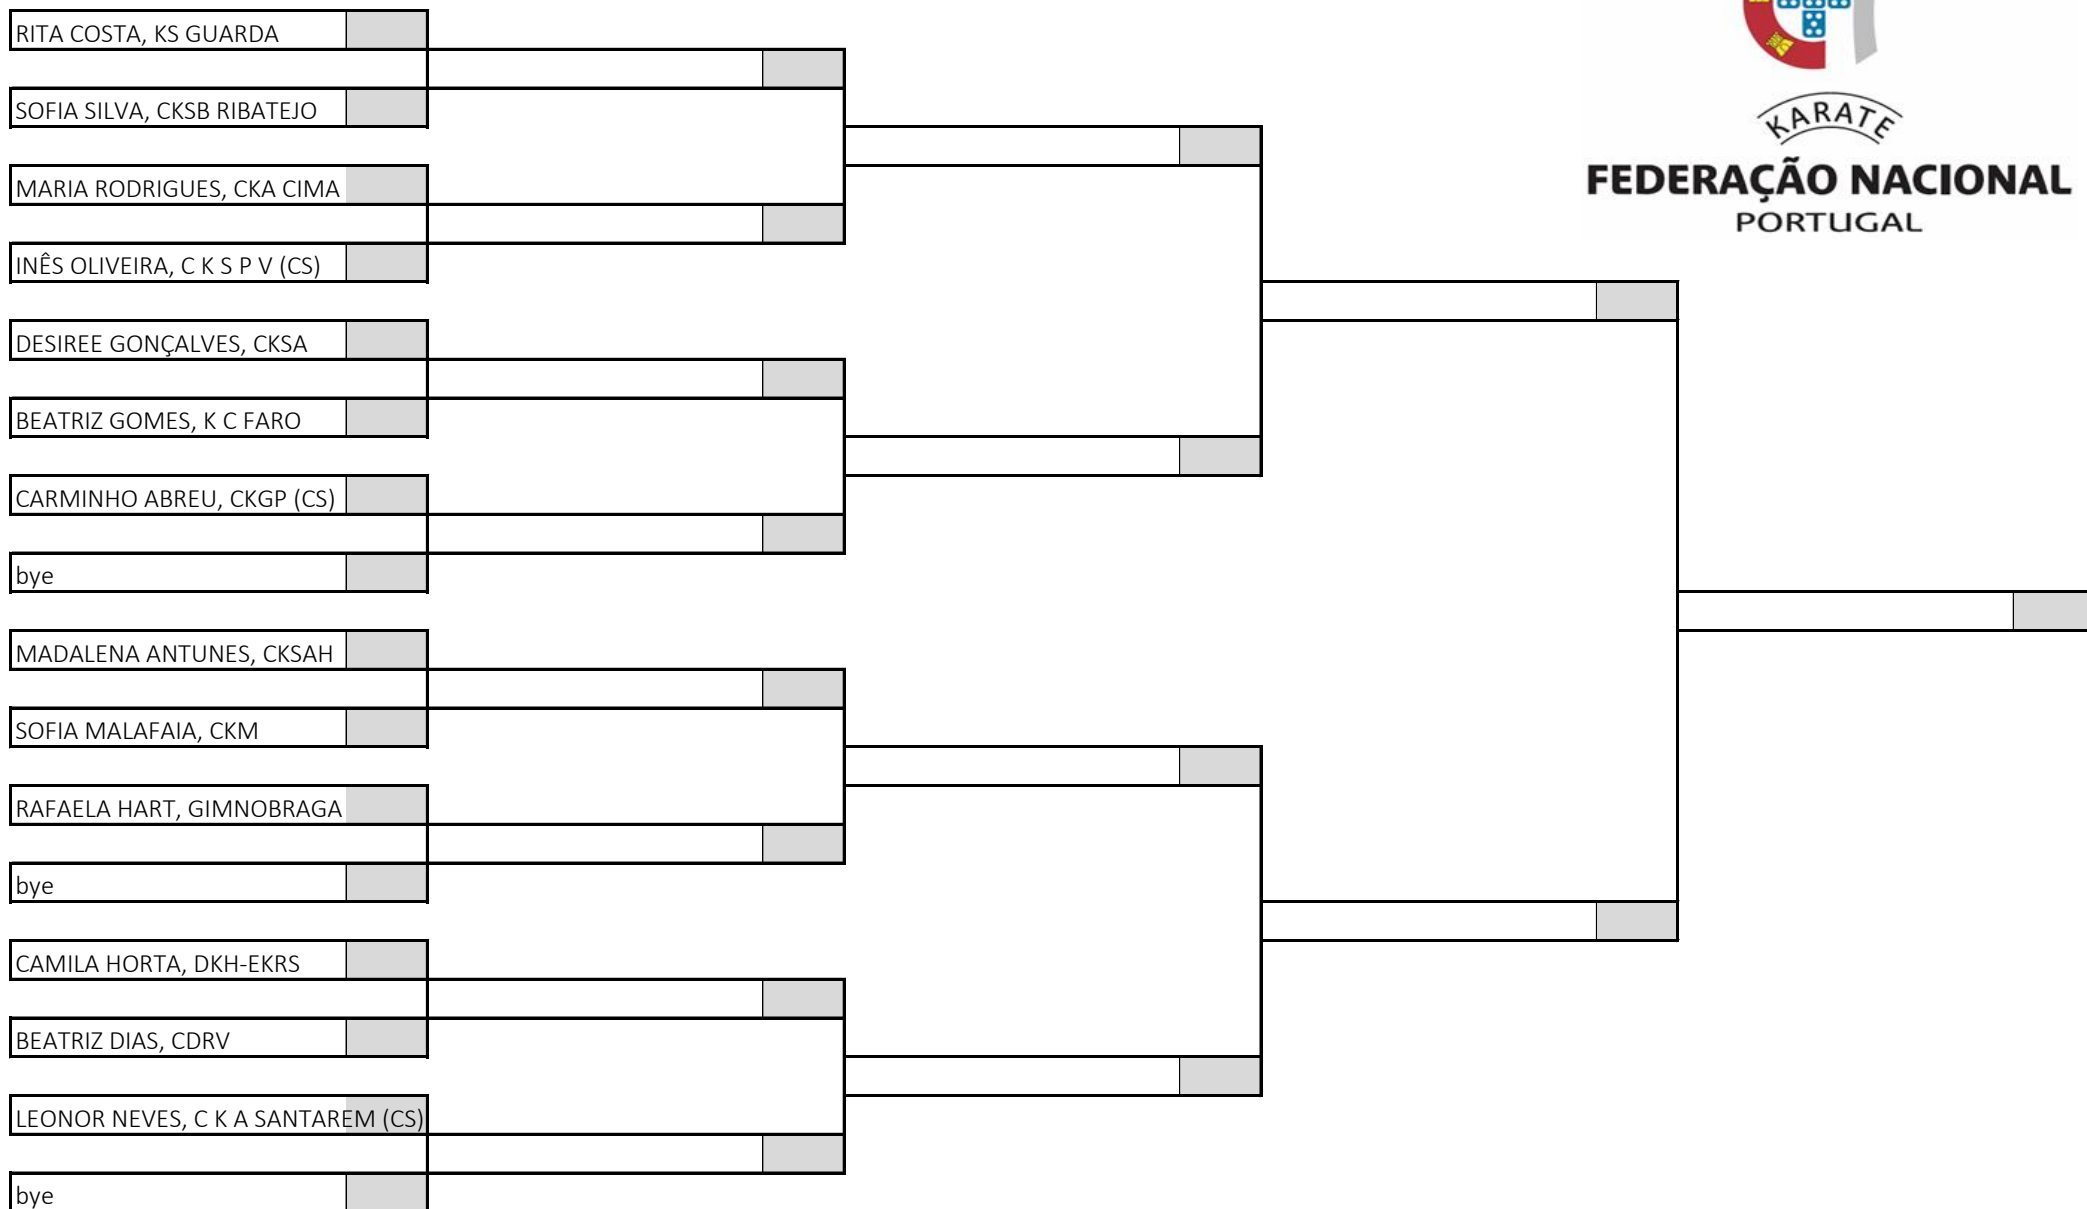 RITA COSTA, KS GUARDA
SOFIA SILVA, CKSB RIBATEJO
MARIA RODRIGUES, CKA CIMA
INÊS OLIVEIRA, C K S P V (CS)
DESIREE GONÇALVES, CKSA
BEATRIZ GOMES, K C FARO
CARMINHO ABREU, CKGP (CS)
bye
MADALENA ANTUNES, CKSAH
SOFIA MALAFAIA, CKM
RAFAELA HART, GIMNOBRAGA
bye
CAMILA HORTA, DKH-EKRS
BEATRIZ DIAS, CDRV
LEONOR NEVES, C K A SANTAREM (CS)
bye
KARATE
FEDERAÇÃO NACIONAL
PORTUGAL